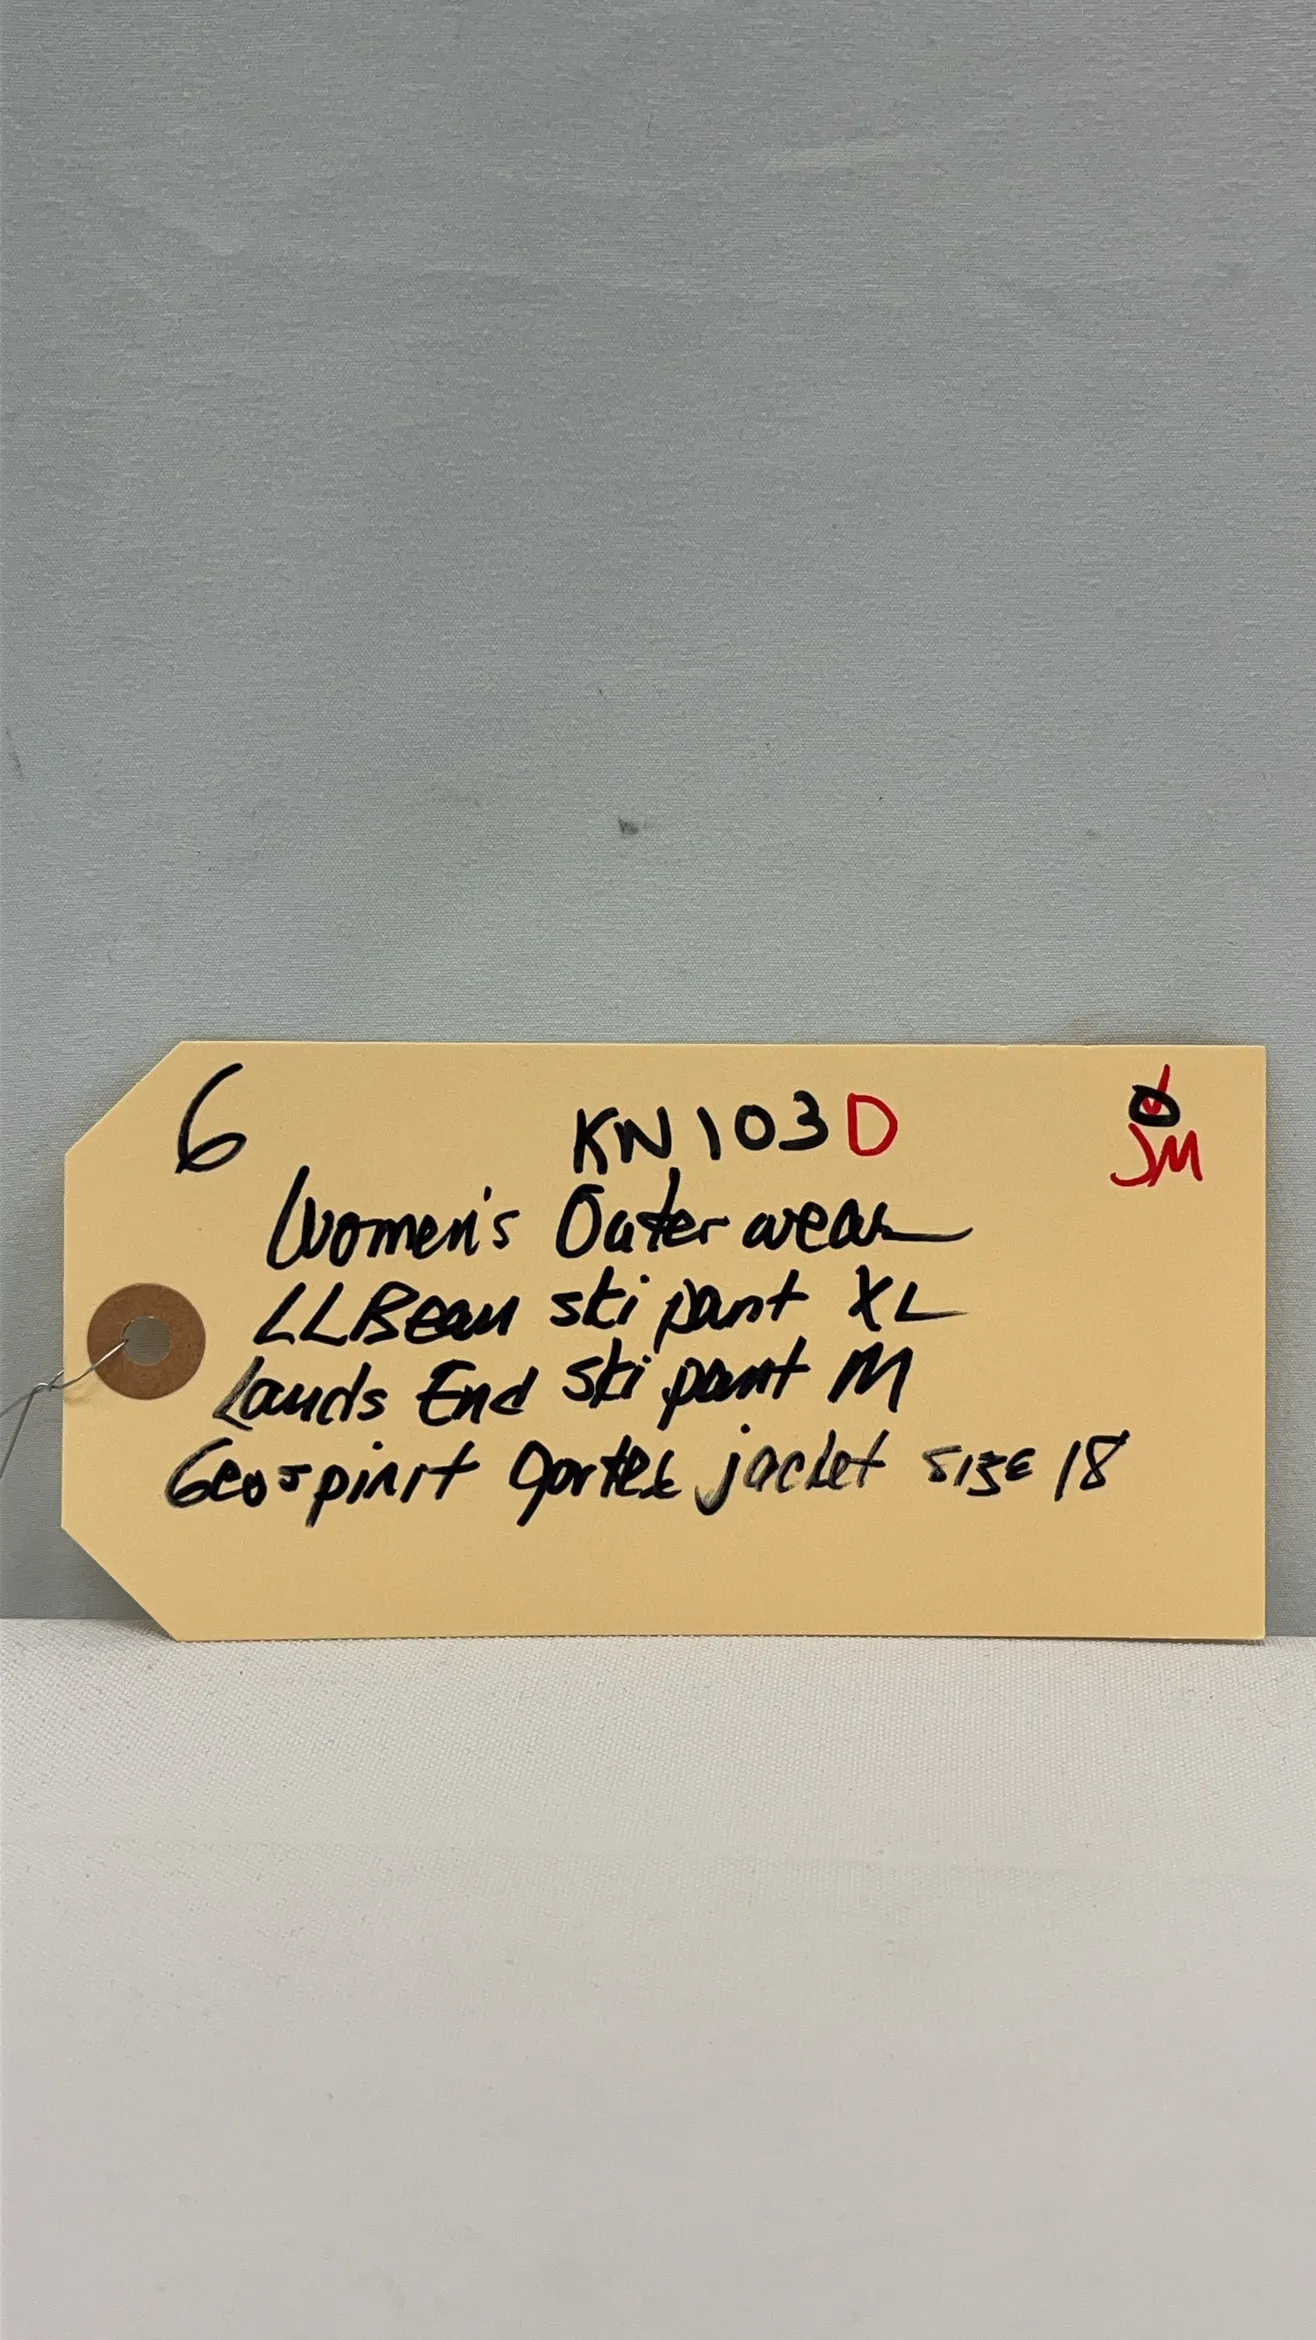 6 KN103D JM
Women's Outerwear
LLBean ski pant XL
Lands End ski pant M
Geospirit gortex jacket size 18